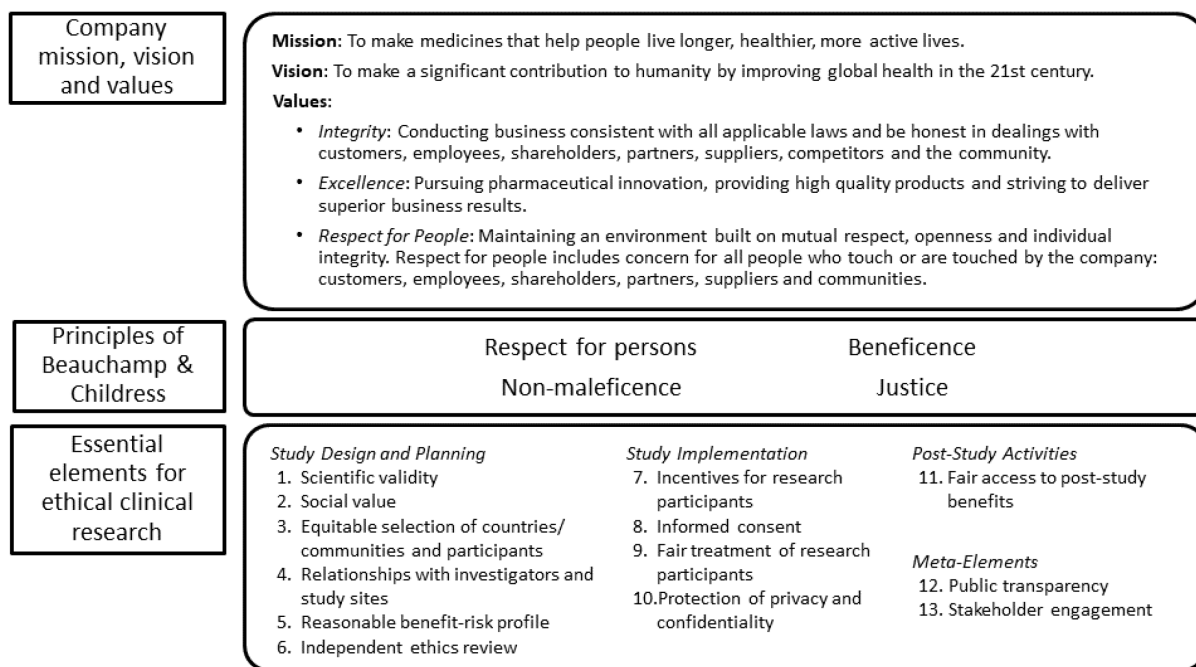 Company
mission, vision
and values
Mission: To make medicines that help people live longer, healthier, more active lives.
Vision: To make a significant contribution to humanity by improving global health in the 21st century.
Values:
• Integrity: Conducting business consistent with all applicable laws and be honest in dealings with
customers, employees, shareholders, partners, suppliers, competitors and the community.
• Excellence: Pursuing pharmaceutical innovation, providing high quality products and striving to deliver
superior business results.
• Respect for People: Maintaining an environment built on mutual respect, openness and individual
integrity. Respect for people includes concern for all people who touch or are touched by the company:
customers, employees, shareholders, partners, suppliers and communities.
Principles of
Beauchamp &
Childress
Respect for persons
Beneficence
Non-maleficence
Justice
Essential
elements for
ethical clinical
research
Study Design and Planning
1. Scientific validity
2. Social value
3. Equitable selection of countries/
communities and participants
4. Relationships with investigators and
study sites
5. Reasonable benefit-risk profile
6. Independent ethics review
Study Implementation
7. Incentives for research
participants
8. Informed consent
9. Fair treatment of research
participants
10.Protection of privacy and
confidentiality
Post-Study Activities
11. Fair access to post-study
benefits
Meta-Elements
12. Public transparency
13. Stakeholder engagement